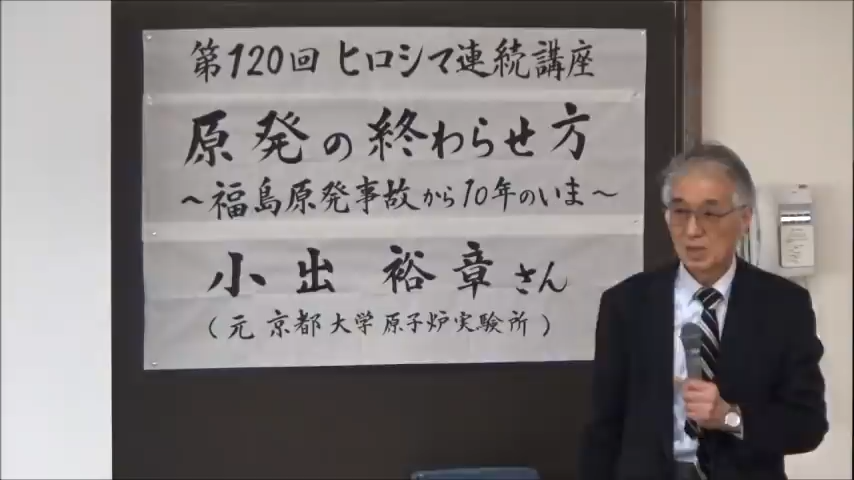 第120回 ヒロシマ連続講座
原発の終わらせ方
～福島原発事故から10年のいま～
小出 裕章さん
(元 京都大学原子炉実験所)